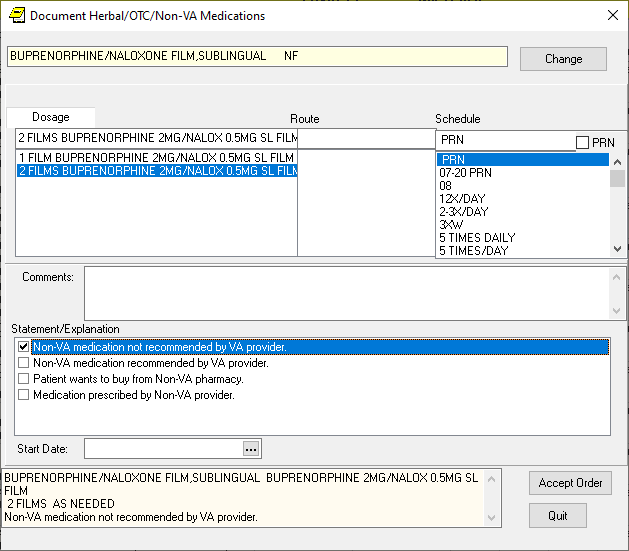 Document Herbal/OTC/Non-VA Medications
BUPRENORPHINE/NALOXONE FILM,SUBLINGUAL NF
Change
Dosage
Route
Schedule
2 FILMS BUPRENORPHINE 2MG/NALOX 0.5MG SL FILM
PRN
PRN
1 FILM BUPRENORPHINE 2MG/NALOX 0.5MG SL FILM
2 FILMS BUPRENORPHINE 2MG/NALOX 0.5MG SL FILM
PRN
07-20 PRN
08
12X/DAY
2-3X/DAY
3XW
5 TIMES DAILY
5 TIMES/DAY
Comments:
Statement/Explanation
Non-VA medication not recommended by VA provider.
Non-VA medication recommended by VA provider.
Patient wants to buy from Non-VA pharmacy.
Medication prescribed by Non-VA provider.
Start Date:
...
BUPRENORPHINE/NALOXONE FILM,SUBLINGUAL BUPRENORPHINE 2MG/NALOX 0.5MG SL
FILM
2 FILMS AS NEEDED
Non-VA medication not recommended by VA provider.
Accept Order
Quit